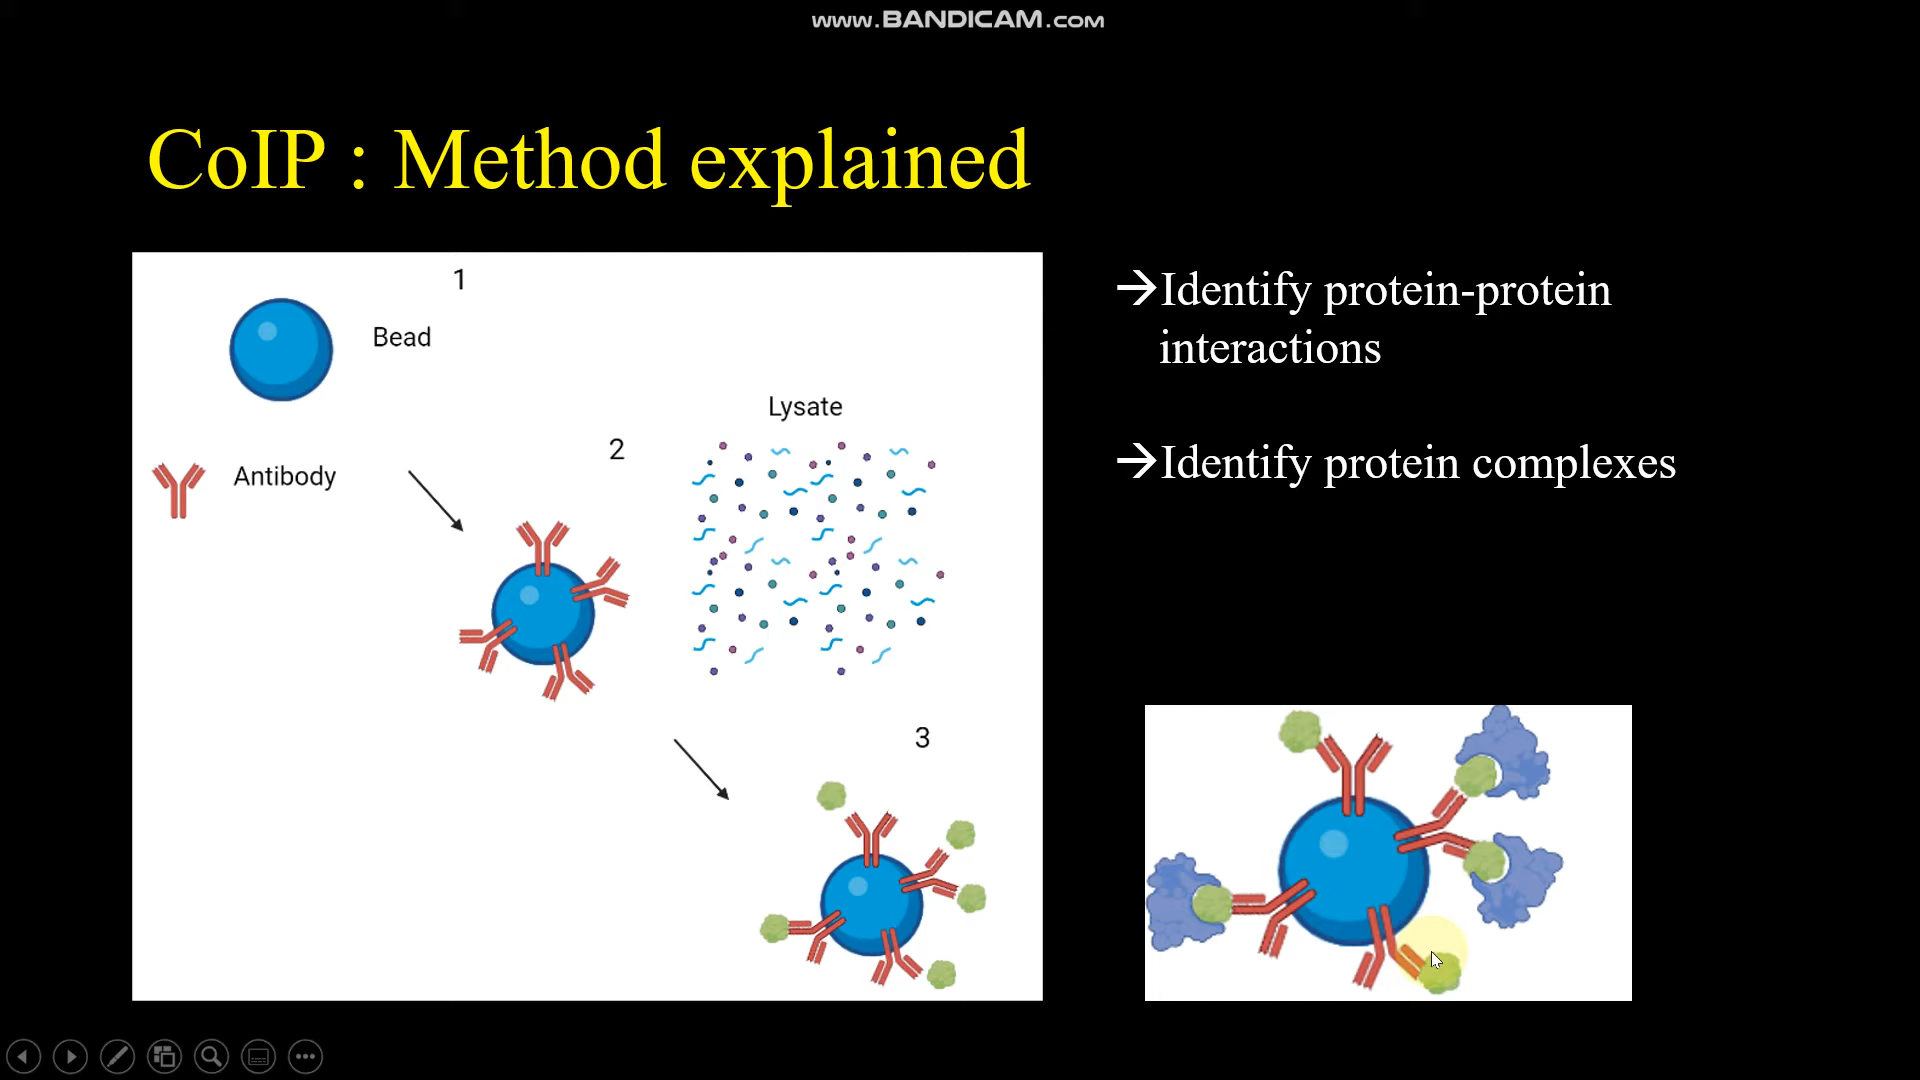 www.BANDICAM.com
CoIP : Method explained
1
Bead
Antibody
2
Lysate
3
→Identify protein-protein
interactions
→Identify protein complexes